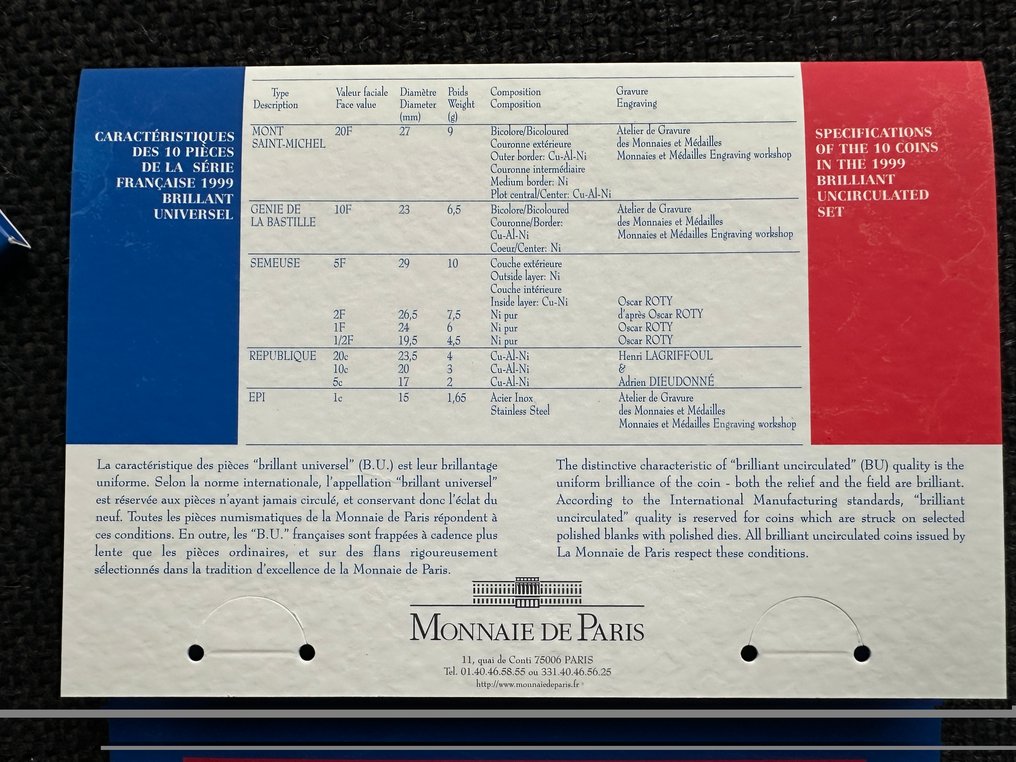 CARACTÉRISTIQUES
DES 10 PIÈCES
DE LA SÉRIE
FRANÇAISE 1999
BRILLANT
UNIVERSEL
Type Valeur faciale Diamètre Poids Composition Gravure
Description Face value Diameter Weight Composition Engraving
(mm) (g)
MONT 20F 27 9 Bicolore/Bicoloured Atelier de Gravure
SAINT-MICHEL Couronne extérieure des Monnaies et Médailles
Outer border: Cu-Al-Ni Monnaies et Médailles Engraving workshop
Couronne intermédiaire
Medium border: Ni
Plot central/Center: Cu-Al-Ni
GENIE DE 10F 23 6,5 Bicolore/Bicoloured Atelier de Gravure
LA BASTILLE Couronne/Border: des Monnaies et Médailles
Cu-Al-Ni Monnaies et Médailles Engraving workshop
Coeur/Center: Ni
SEMEUSE 5F 29 10 Couche extérieure
Outside layer: Ni
Couche intérieure
Inside layer: Cu-Ni Oscar ROTY
2F 26,5 7,5 Ni pur d'après Oscar ROTY
1F 24 6 Ni pur Oscar ROTY
1/2F 19,5 4,5 Ni pur Oscar ROTY
REPUBLIQUE 20c 23,5 4 Cu-Al-Ni Henri LAGRIFFOUL
10c 20 3 Cu-Al-Ni &
5c 17 2 Cu-Al-Ni Adrien DIEUDONNÉ
EPI 1c 15 1,65 Acier Inox Atelier de Gravure
Stainless Steel des Monnaies et Médailles
Monnaies et Médailles Engraving workshop
SPECIFICATIONS
OF THE 10 COINS
IN THE 1999
BRILLIANT
UNCIRCULATED
SET
La caractéristique des pièces "brillant universel" (B.U.) est leur brillantage
uniforme. Selon la norme internationale, l'appellation "brillant universel"
est réservée aux pièces n'ayant jamais circulé, et conservant donc l'éclat du
neuf. Toutes les pièces numismatiques de la Monnaie de Paris répondent à
ces conditions. En outre, les "B.U." françaises sont frappées à cadence plus
lente que les pièces ordinaires, et sur des flans rigoureusement
sélectionnés dans la tradition d'excellence de la Monnaie de Paris.
The distinctive characteristic of "brilliant uncirculated" (BU) quality is the
uniform brilliance of the coin - both the relief and the field are brilliant.
According to the International Manufacturing standards, "brilliant
uncirculated" quality is reserved for coins which are struck on selected
polished blanks with polished dies. All brilliant uncirculated coins issued by
La Monnaie de Paris respect these conditions.
MONNAIE DE PARIS
11, quai de Conti 75006 PARIS
Tel. 01.40.46.58.55 ou 331.40.46.56.25
http://www.monnaiedeparis.fr